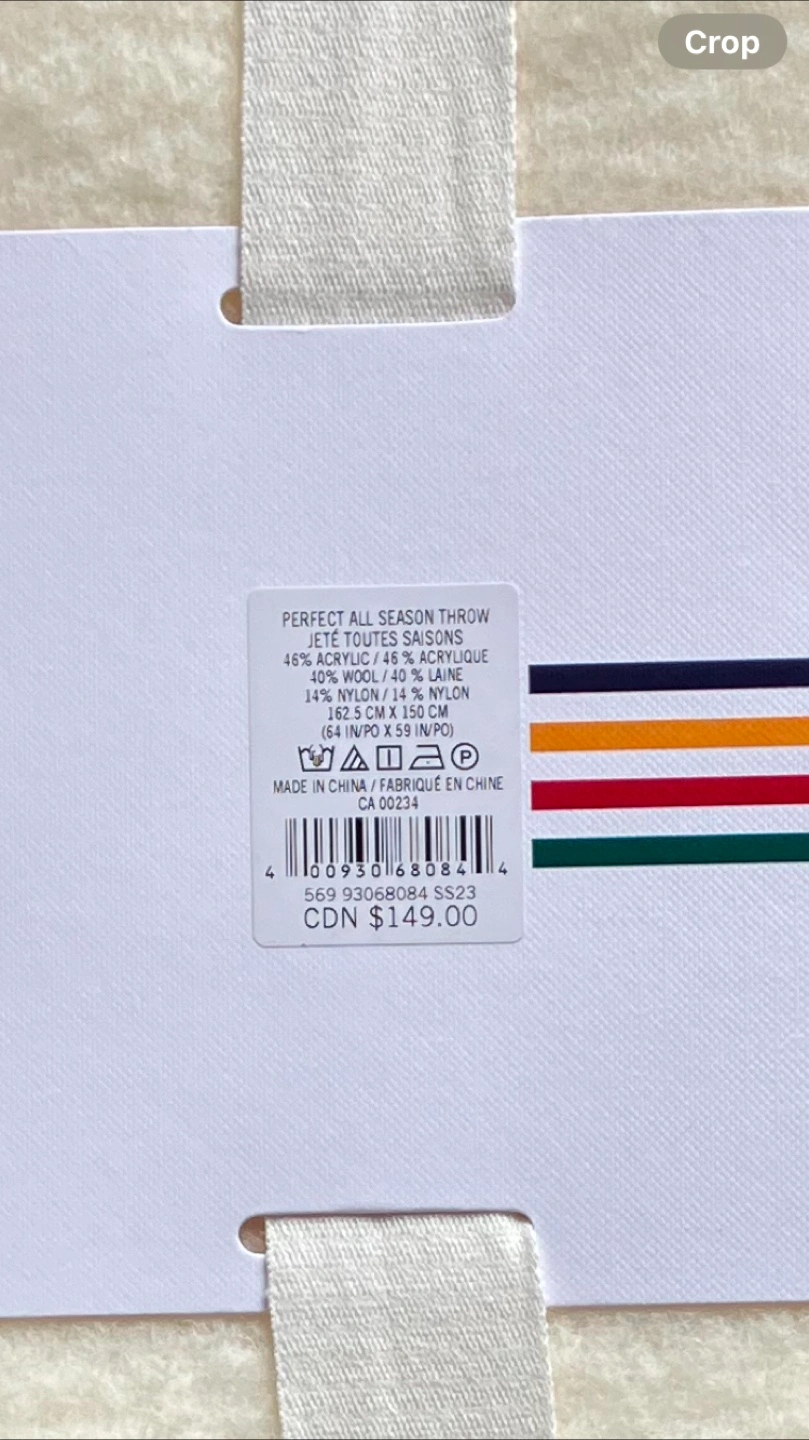 Crop
PERFECT ALL SEASON THROW
JETÉ TOUTES SAISONS
46% ACRYLIC / 46 % ACRYLIQUE
40% WOOL / 40 % LAINE
14% NYLON / 14 % NYLON
162.5 CM X 150 CM
(64 IN/PO X 59 IN/PO)
P
MADE IN CHINA / FABRIQUÉ EN CHINE
CA 00234
4 00930 68084 4
569 93068084 SS23
CDN $149.00